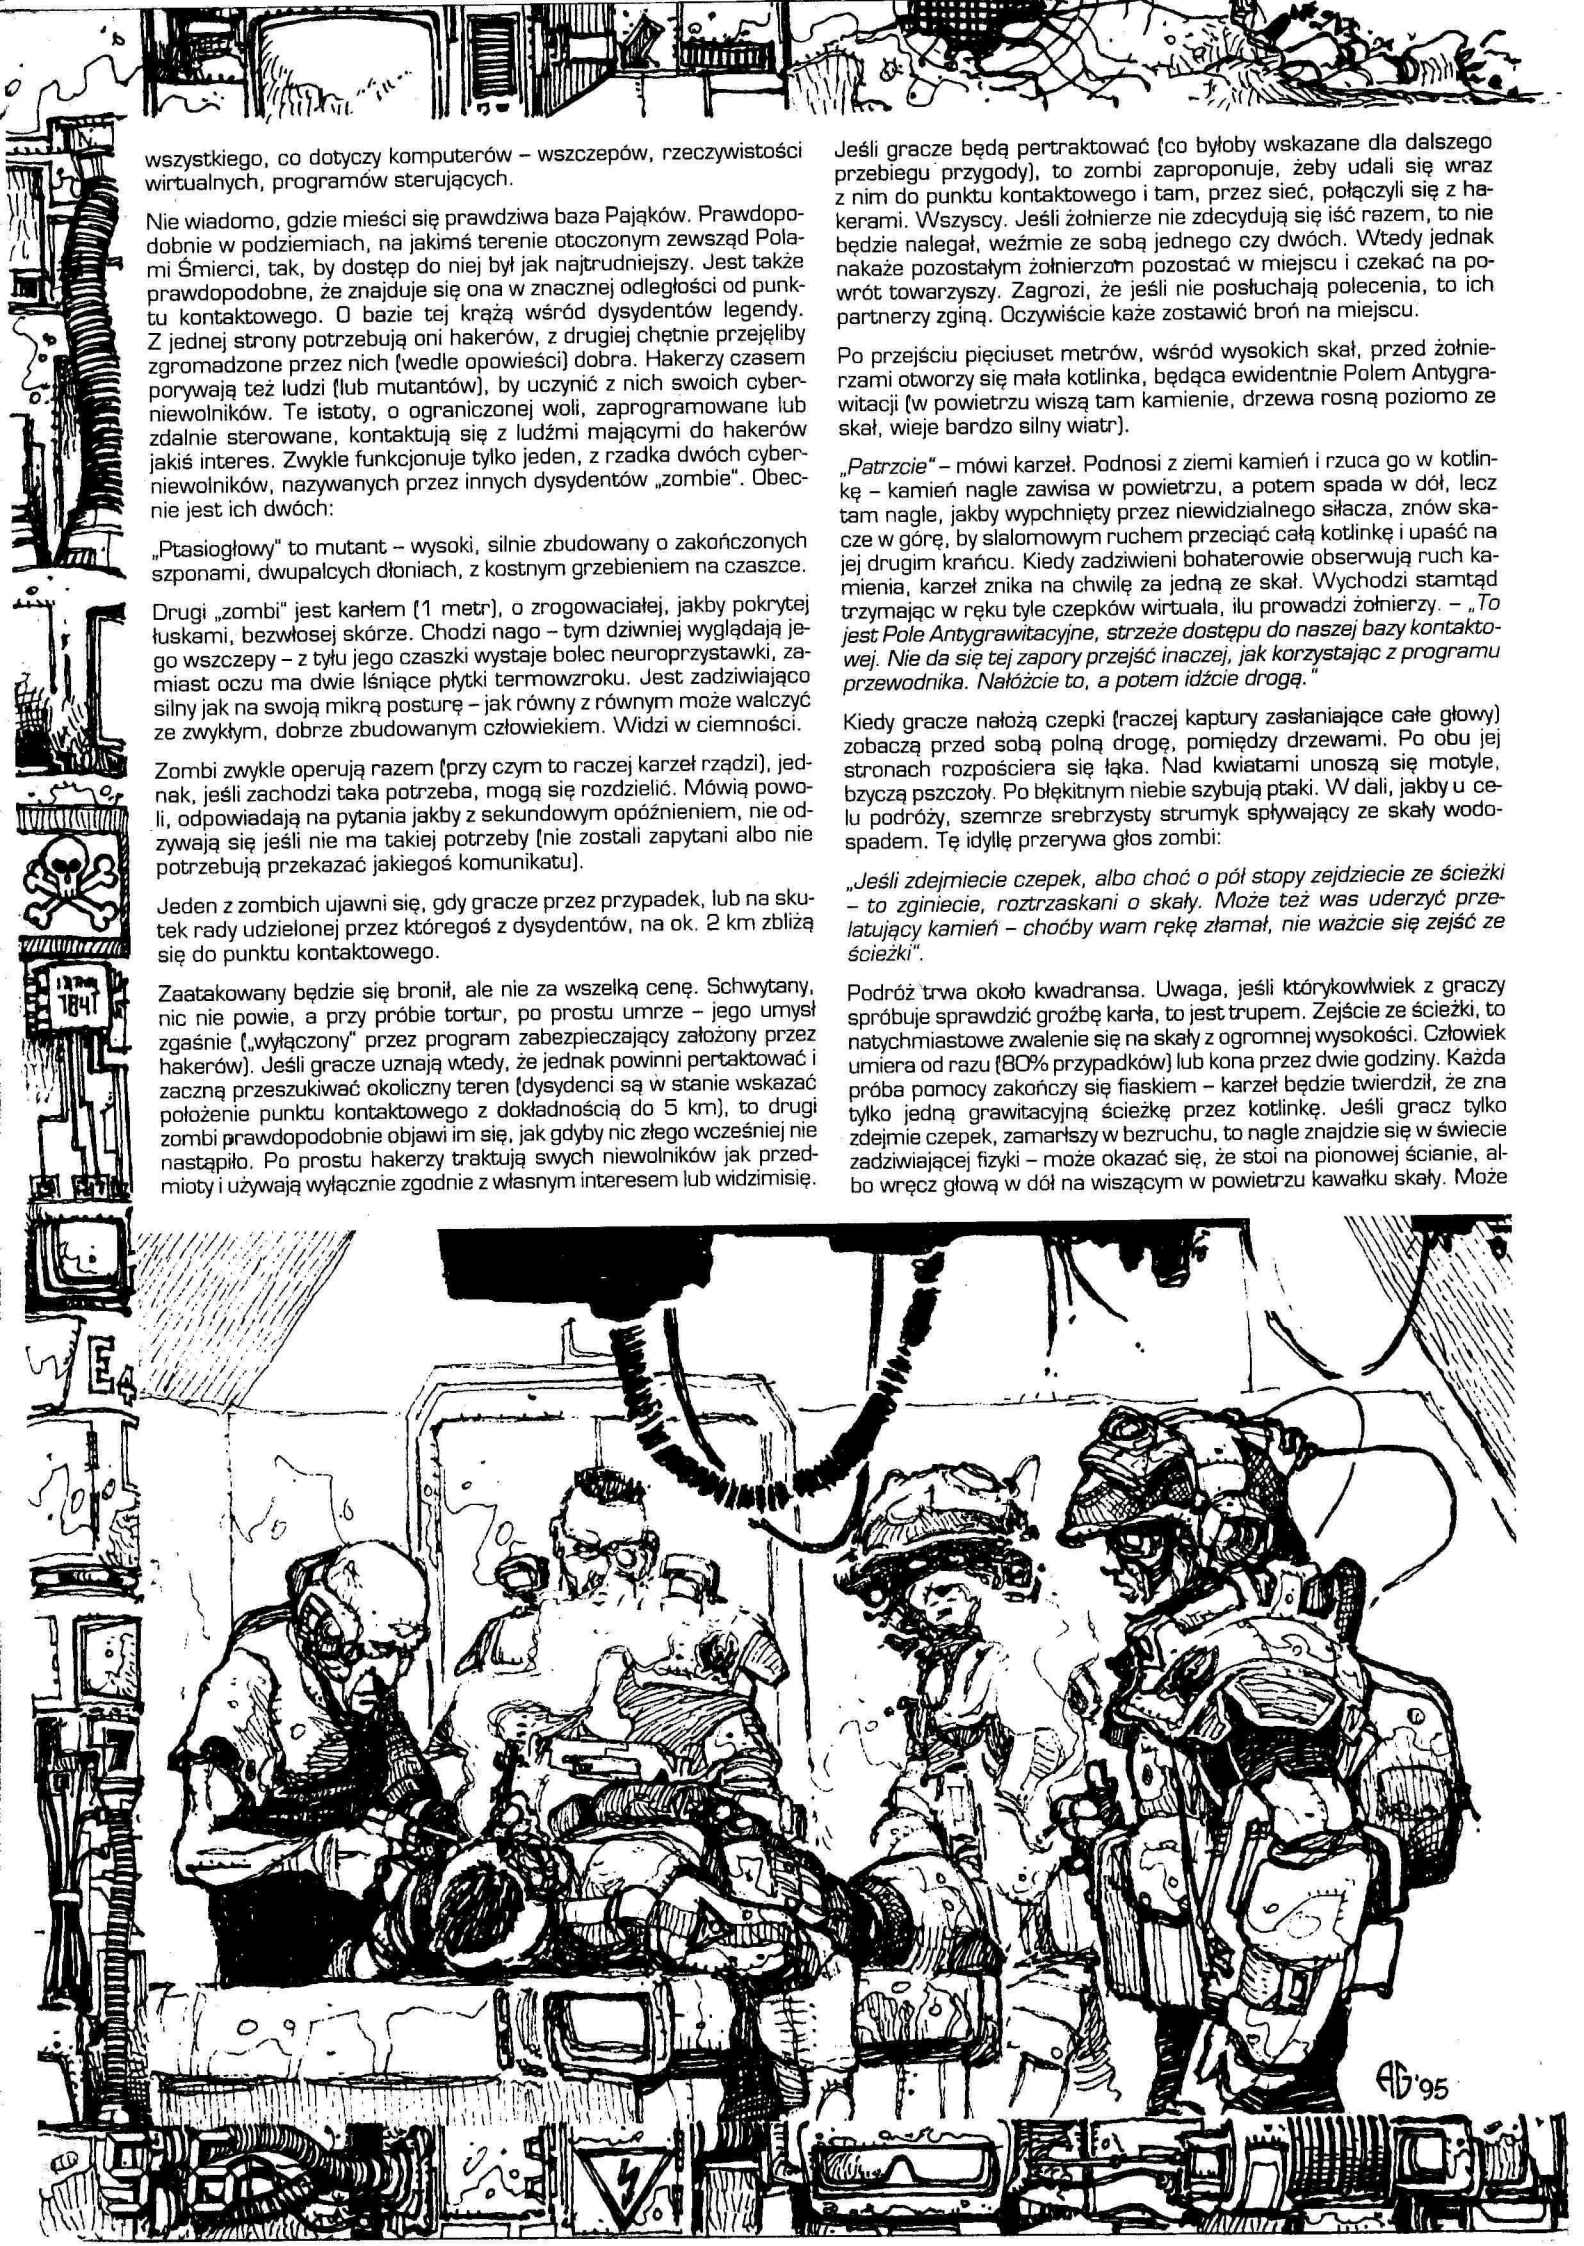 wszystkiego, co dotyczy komputerów – wszczepów, rzeczywistości
wirtualnych, programów sterujących.
Nie wiadomo, gdzie mieści się prawdziwa baza Pająków. Prawdopo-
dobnie w podziemiach, na jakimś terenie otoczonym zewsząd Pola-
mi Śmierci, tak, by dostęp do niej był jak najtrudniejszy. Jest także
prawdopodobne, że znajduje się ona w znacznej odległości od punk-
tu kontaktowego. O bazie tej krążą wśród dysydentów legendy.
Z jednej strony potrzebują oni hakerów, z drugiej chętnie przejęliby
zgromadzone przez nich (wedle opowieści) dobra. Hakerzy czasem
porywają też ludzi (lub mutantów), by uczynić z nich swoich cyber-
niewolników. Te istoty, o ograniczonej woli, zaprogramowane lub
zdalnie sterowane, kontaktują się z ludźmi mającymi do hakerów
jakiś interes. Zwykle funkcjonuje tylko jeden, z rzadka dwóch cyber-
niewolników, nazywanych przez innych dysydentów „zombie". Obec-
nie jest ich dwóch:
„Ptasiogłowy" to mutant – wysoki, silnie zbudowany o zakończonych
szponami, dwupalcych dłoniach, z kostnym grzebieniem na czaszce.
Drugi „zombi" jest karłem (1 metr), o zrogowaciałej, jakby pokrytej
łuskami, bezwłosej skórze. Chodzi nago – tym dziwniej wyglądają je-
go wszczepy – z tyłu jego czaszki wystaje bolec neuroprzystawki, za-
miast oczu ma dwie lśniące płytki termowzroku. Jest zadziwiająco
silny jak na swoją mikrą posturę – jak równy z równym może walczyć
ze zwykłym, dobrze zbudowanym człowiekiem. Widzi w ciemności.
Zombi zwykle operują razem (przy czym to raczej karzeł rządzi), jed-
nak, jeśli zachodzi taka potrzeba, mogą się rozdzielić. Mówią powo-
li, odpowiadają na pytania jakby z sekundowym opóźnieniem, nie od-
zywają się jeśli nie ma takiej potrzeby (nie zostali zapytani albo nie
potrzebują przekazać jakiegoś komunikatu).
Jeden z zombich ujawni się, gdy gracze przez przypadek, lub na sku-
tek rady udzielonej przez któregoś z dysydentów, na ok. 2 km zbliżą
się do punktu kontaktowego.
Zaatakowany będzie się bronił, ale nie za wszelką cenę. Schwytany,
nic nie powie, a przy próbie tortur, po prostu umrze – jego umysł
zgaśnie („wyłączony" przez program zabezpieczający założony przez
hakerów). Jeśli gracze uznają wtedy, że jednak powinni pertaktować i
zaczną przeszukiwać okoliczny teren (dysydenci są w stanie wskazać
położenie punktu kontaktowego z dokładnością do 5 km), to drugi
zombi prawdopodobnie objawi im się, jak gdyby nic złego wcześniej nie
nastąpiło. Po prostu hakerzy traktują swych niewolników jak przed-
mioty i używają wyłącznie zgodnie z własnym interesem lub widzimisię.
Jeśli gracze będą pertraktować (co byłoby wskazane dla dalszego
przebiegu przygody), to zombi zaproponuje, żeby udali się wraz
z nim do punktu kontaktowego i tam, przez sieć, połączyli się z ha-
kerami. Wszyscy. Jeśli żołnierze nie zdecydują się iść razem, to nie
będzie nalegał, weźmie ze sobą jednego czy dwóch. Wtedy jednak
nakaże pozostałym żołnierzom pozostać w miejscu i czekać na po-
wrót towarzyszy. Zagrozi, że jeśli nie posłuchają polecenia, to ich
partnerzy zginą. Oczywiście każe zostawić broń na miejscu.
Po przejściu pięciuset metrów, wśród wysokich skał, przed żołnie-
rzami otworzy się mała kotlinka, będąca ewidentnie Polem Antygra-
witacji (w powietrzu wiszą tam kamienie, drzewa rosną poziomo ze
skał, wieje bardzo silny wiatr).
„Patrzcie" – mówi karzeł. Podnosi z ziemi kamień i rzuca go w kotlin-
kę – kamień nagle zawisa w powietrzu, a potem spada w dół, lecz
tam nagle, jakby wypchnięty przez niewidzialnego siłacza, znów ska-
cze w górę, by slalomowym ruchem przeciąć całą kotlinkę i upaść na
jej drugim krańcu. Kiedy zadziwieni bohaterowie obserwują ruch ka-
mienia, karzeł znika na chwilę za jedną ze skał. Wychodzi stamtąd
trzymając w ręku tyle czepków wirtuala, ilu prowadzi żołnierzy. – „To
jest Pole Antygrawitacyjne, strzeże dostępu do naszej bazy kontakto-
wej. Nie da się tej zapory przejść inaczej, jak korzystając z programu
przewodnika. Nałóżcie to, a potem idźcie drogą."
Kiedy gracze nałożą czepki (raczej kaptury zasłaniające całe głowy)
zobaczą przed sobą polną drogę, pomiędzy drzewami. Po obu jej
stronach rozpościera się łąka. Nad kwiatami unoszą się motyle,
bzyczą pszczoły. Po błękitnym niebie szybują ptaki. W dali, jakby u ce-
lu podróży, szemrze srebrzysty strumyk spływający ze skały wodo-
spadem. Tę idyllę przerywa głos zombi:
„Jeśli zdejmiecie czepek, albo choć o pół stopy zejdziecie ze ścieżki
– to zginiecie, roztrzaskani o skały. Może też was uderzyć prze-
latujący kamień – choćby wam rękę złamał, nie ważcie się zejść ze
ścieżki".
Podróż trwa około kwadransa. Uwaga, jeśli którykowlwiek z graczy
spróbuje sprawdzić groźbę karła, to jest trupem. Zejście ze ścieżki, to
natychmiastowe zwalenie się na skały z ogromnej wysokości. Człowiek
umiera od razu (80% przypadków) lub kona przez dwie godziny. Każda
próba pomocy zakończy się fiaskiem – karzeł będzie twierdził, że zna
tylko jedną grawitacyjną ścieżkę przez kotlinkę. Jeśli gracz tylko
zdejmie czepek, zamarłszy w bezruchu, to nagle znajdzie się w świecie
zadziwiającej fizyki – może okazać się, że stoi na pionowej ścianie, al-
bo wręcz głową w dół na wiszącym w powietrzu kawałku skały. Może
AG'95